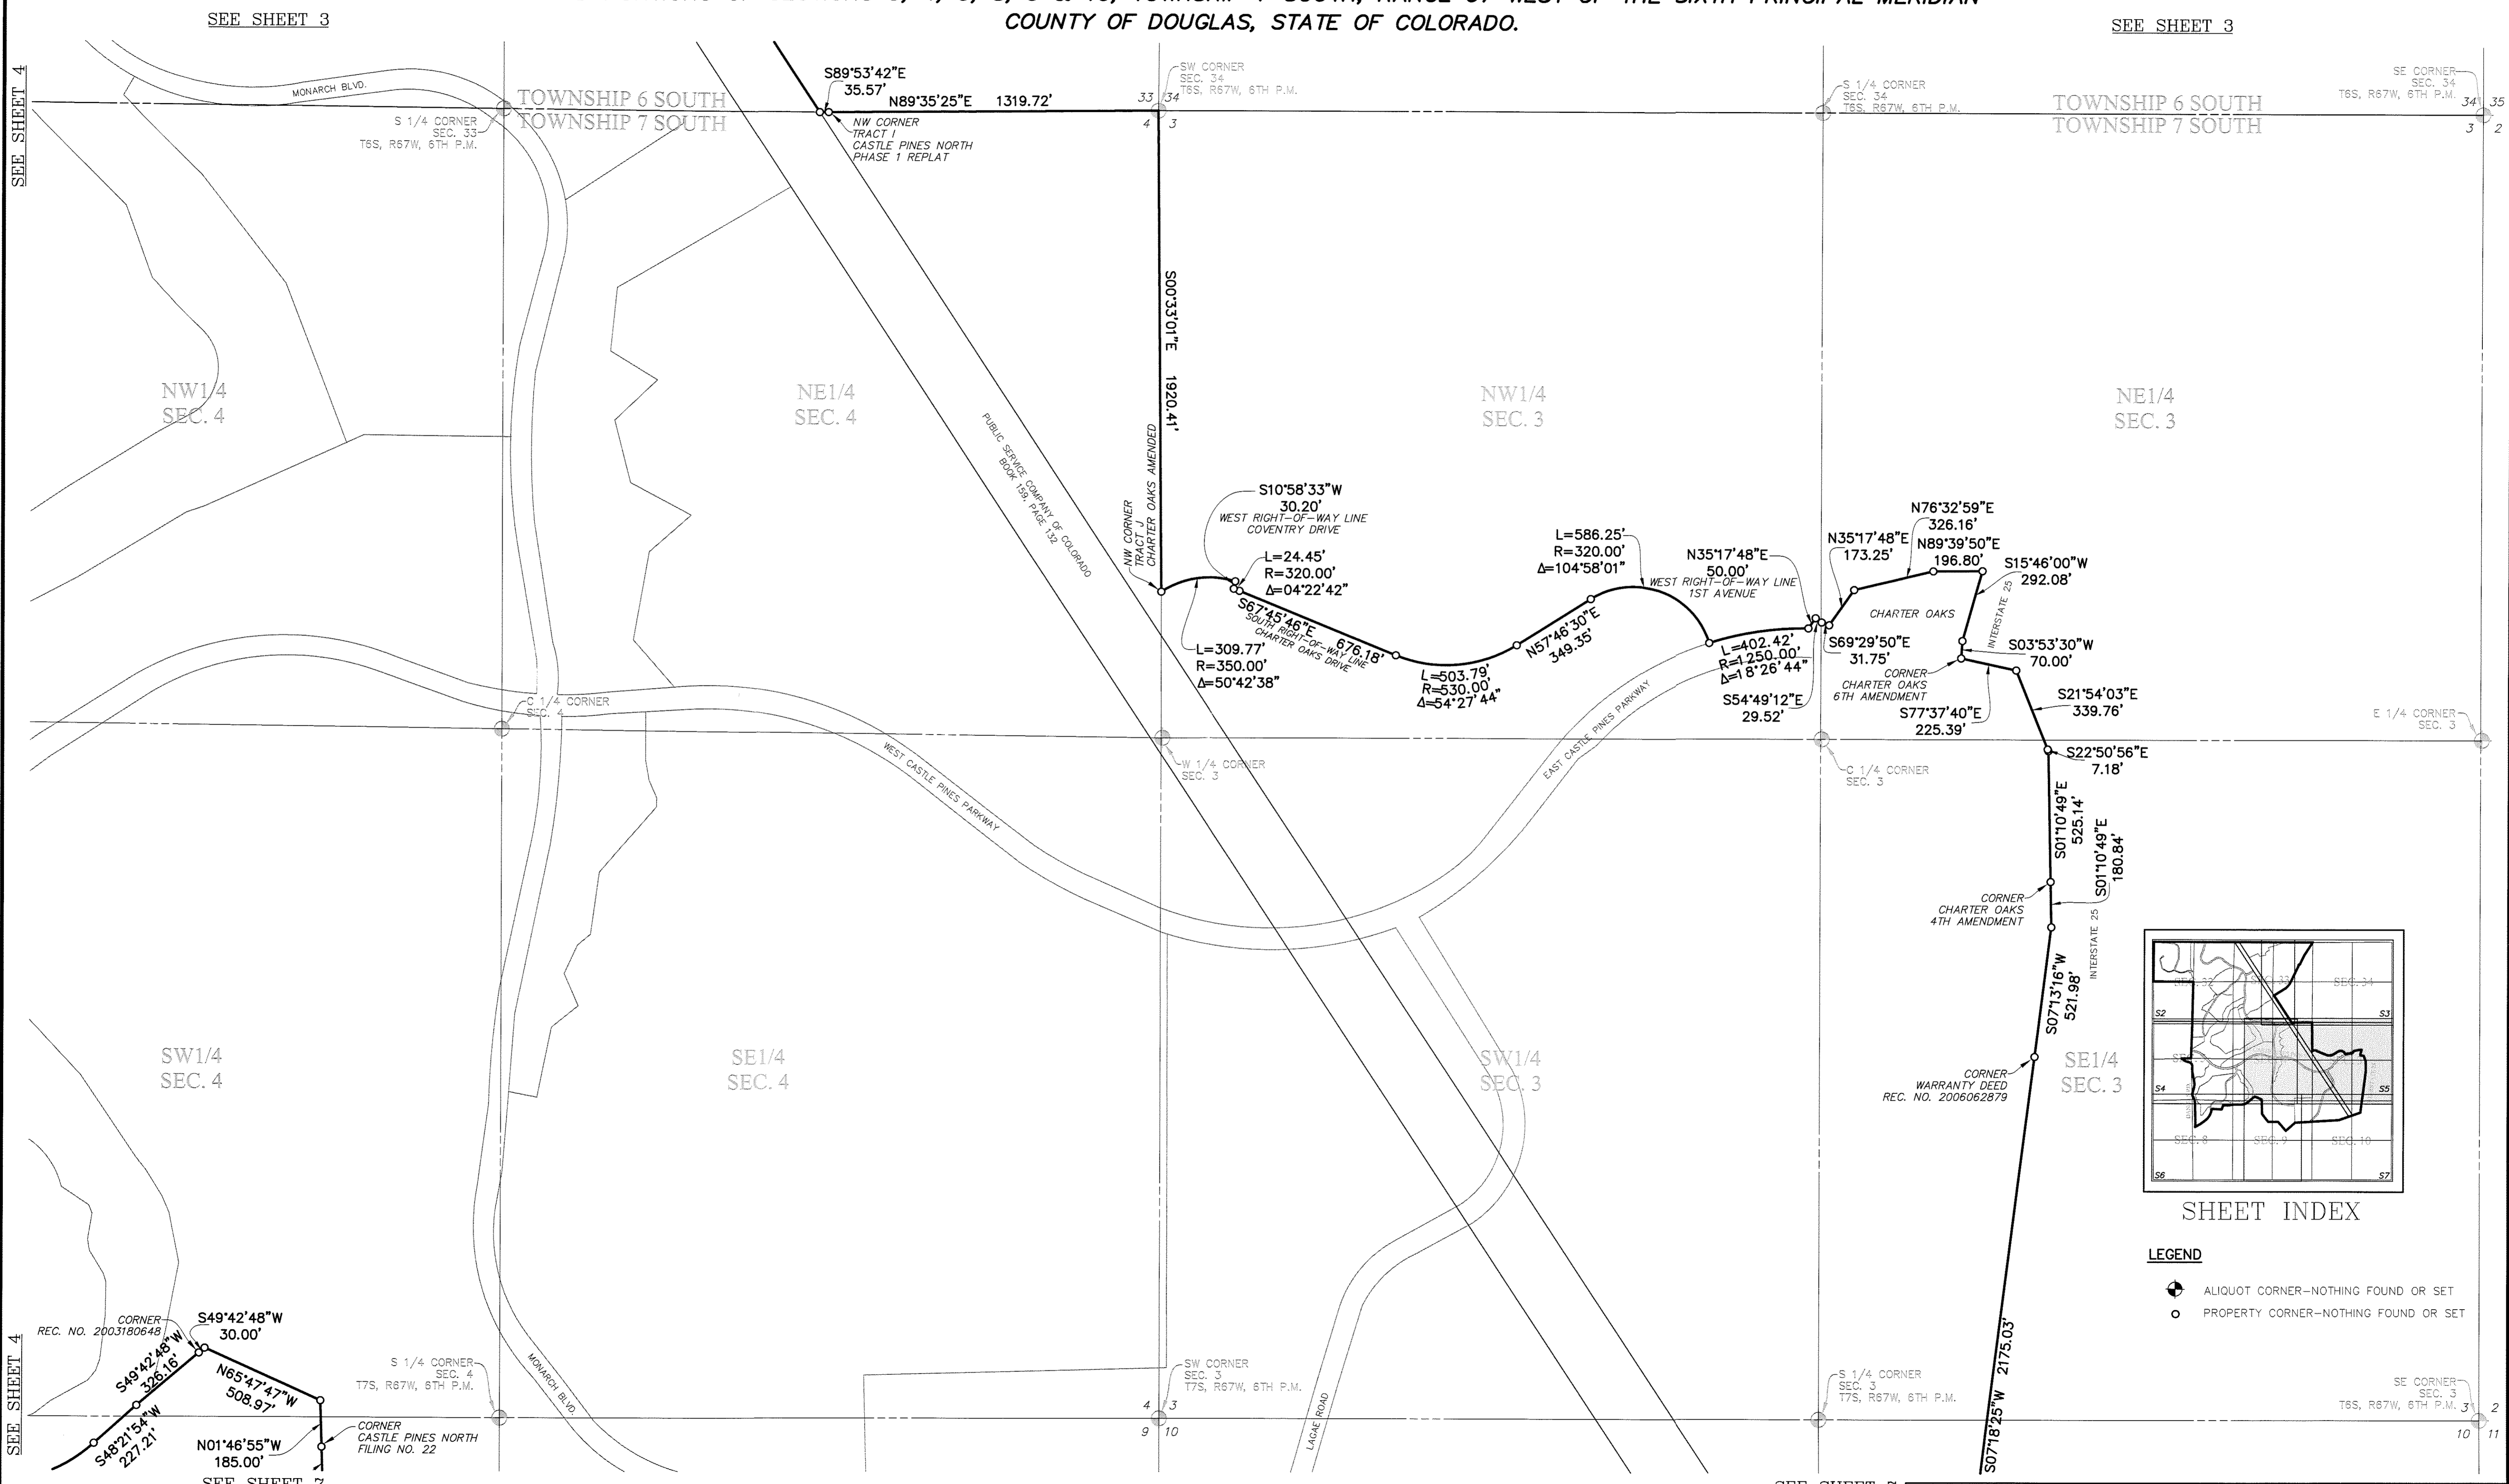 COUNTY OF DOUGLAS, STATE OF COLORADO.
SEE SHEET 3
SEE SHEET 3
SEE SHEET 4
MONARCH BLVD.
S 1/4 CORNER
SEC. 33
T6S, R67W, 6TH P.M.
TOWNSHIP 6 SOUTH
TOWNSHIP 7 SOUTH
S89°53'42"E
35.57'
N89°35'25"E 1319.72'
NW CORNER
TRACT I
CASTLE PINES NORTH
PHASE 1 REPLAT
33 34
4 3
SW CORNER
SEC. 34
T6S, R67W, 6TH P.M.
S 1/4 CORNER
SEC. 34
T6S, R67W, 6TH P.M.
TOWNSHIP 6 SOUTH
TOWNSHIP 7 SOUTH
SE CORNER
SEC. 34
T6S, R67W, 6TH P.M.
34 35
3 2
S00°33'01"E 1920.41'
NW1/4
SEC. 4
NE1/4
SEC. 4
NW1/4
SEC. 3
NE1/4
SEC. 3
PUBLIC SERVICE COMPANY OF COLORADO
BOOK 159, PAGE 132
NW CORNER
TRACT J
CHARTER OAKS AMENDED
S10°58'33"W
30.20'
WEST RIGHT-OF-WAY LINE
COVENTRY DRIVE
L=24.45'
R=320.00'
Δ=04°22'42"
L=309.77'
R=350.00'
Δ=50°42'38"
S67°45'46"E 676.18'
SOUTH RIGHT-OF-WAY LINE
CHARTER OAKS DRIVE
L=503.79'
R=530.00'
Δ=54°27'44"
N57°46'30"E
349.35'
L=586.25'
R=320.00'
Δ=104°58'01"
L=402.42'
R=1250.00'
Δ=18°26'44"
N35°17'48"E
50.00'
WEST RIGHT-OF-WAY LINE
1ST AVENUE
S54°49'12"E
29.52'
S69°29'50"E
31.75'
N35°17'48"E
173.25'
N76°32'59"E
326.16'
N89°39'50"E
196.80'
S15°46'00"W
292.08'
CHARTER OAKS
INTERSTATE 25
S03°53'30"W
70.00'
CORNER
CHARTER OAKS
6TH AMENDMENT
S77°37'40"E
225.39'
S21°54'03"E
339.76'
S22°50'56"E
7.18'
E 1/4 CORNER
SEC. 3
C 1/4 CORNER
SEC. 4
WEST CASTLE PINES PARKWAY
W 1/4 CORNER
SEC. 3
EAST CASTLE PINES PARKWAY
C 1/4 CORNER
SEC. 3
S01°10'49"E
525.14'
S01°10'49"E
180.84'
CORNER
CHARTER OAKS
4TH AMENDMENT
INTERSTATE 25
S07°13'16"W
521.98'
CORNER
WARRANTY DEED
REC. NO. 2006062879
SW1/4
SEC. 4
SE1/4
SEC. 4
SW1/4
SEC. 3
SE1/4
SEC. 3
SEC. 32
SEC. 33
SEC. 34
S2
S3
S4
S5
SEC. 8
SEC. 9
SEC. 10
S6
S7
SHEET INDEX
LEGEND
ALIQUOT CORNER-NOTHING FOUND OR SET
PROPERTY CORNER-NOTHING FOUND OR SET
S07°18'25"W 2175.03'
SEE SHEET 4
CORNER
REC. NO. 2003180648
S49°42'48"W
30.00'
S49°42'48"W
326.16'
N65°47'47"W
508.97'
S48°21'54"W
227.21'
N01°46'55"W
185.00'
CORNER
CASTLE PINES NORTH
FILING NO. 22
S 1/4 CORNER
SEC. 4
T7S, R67W, 6TH P.M.
MONARCH BLVD.
4 3
9 10
SW CORNER
SEC. 3
T7S, R67W, 6TH P.M.
LAGAE ROAD
S 1/4 CORNER
SEC. 3
T7S, R67W, 6TH P.M.
SE CORNER
SEC. 3
T6S, R67W, 6TH P.M.
3 2
10 11
SEE SHEET 7